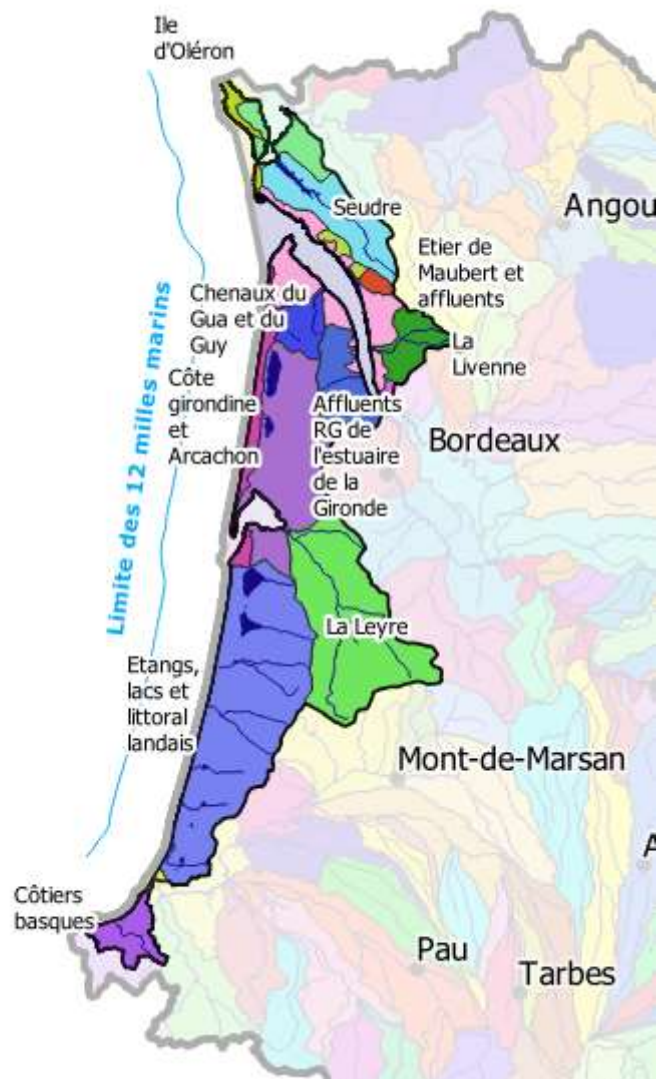 Ile
d'Oléron
Seudre
Angou
Etier de
Maubert et
affluents
Chenaux du
Gua et du
Guy
La
Livenne
Côte
girondine
et
Arcachon
Affluents
RG de
l'estuaire
de la
Gironde
Bordeaux
Limite des 12 milles marins
La Leyre
Etangs,
lacs et
littoral
landais
Mont-de-Marsan
A
Côtiers
basques
Pau
Tarbes